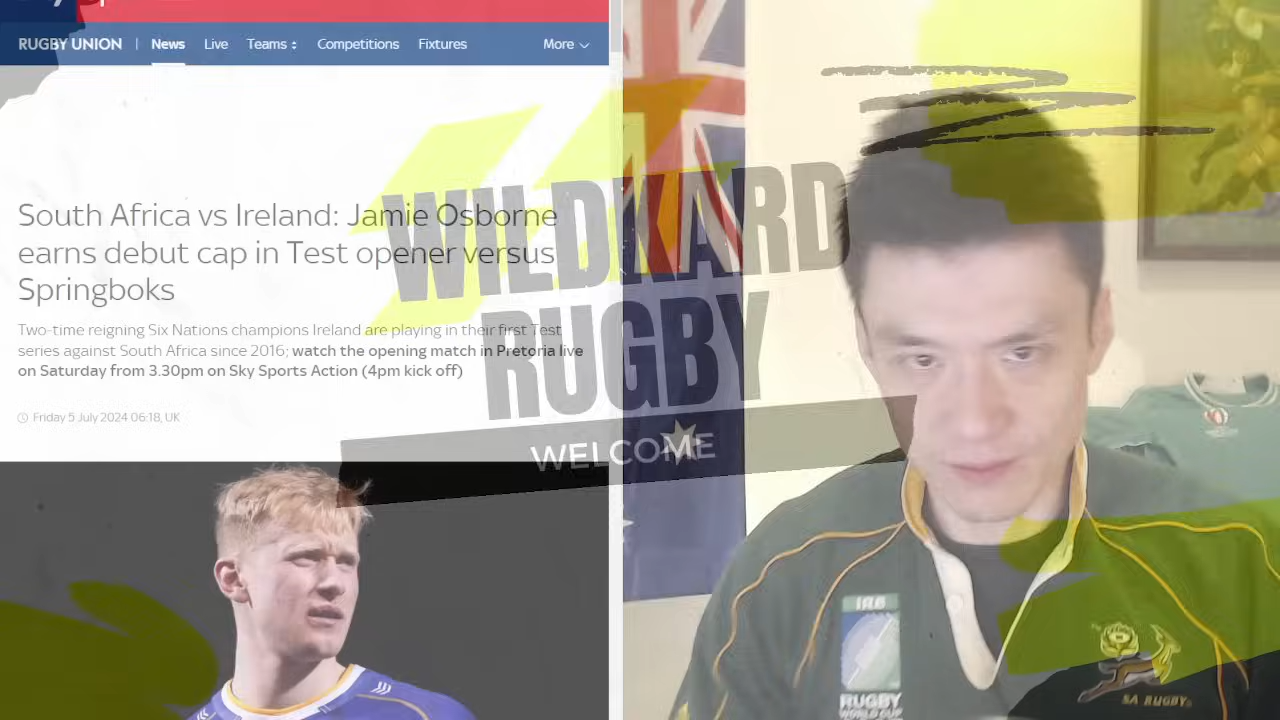 RUGBY UNION | News Live Teams Competitions Fixtures More
South Africa vs Ireland: Jamie Osborne
earns debut cap in Test opener versus
Springboks
Two-time reigning Six Nations champions Ireland are playing in their first Test
series against South Africa since 2016; watch the opening match in Pretoria live
on Saturday from 3.30pm on Sky Sports Action (4pm kick off)
Friday 5 July 2024 06:18, UK
WILDKARD
RUGBY
WELCOME
IRB
RUGBY
WORLD CUP
SA RUGBY